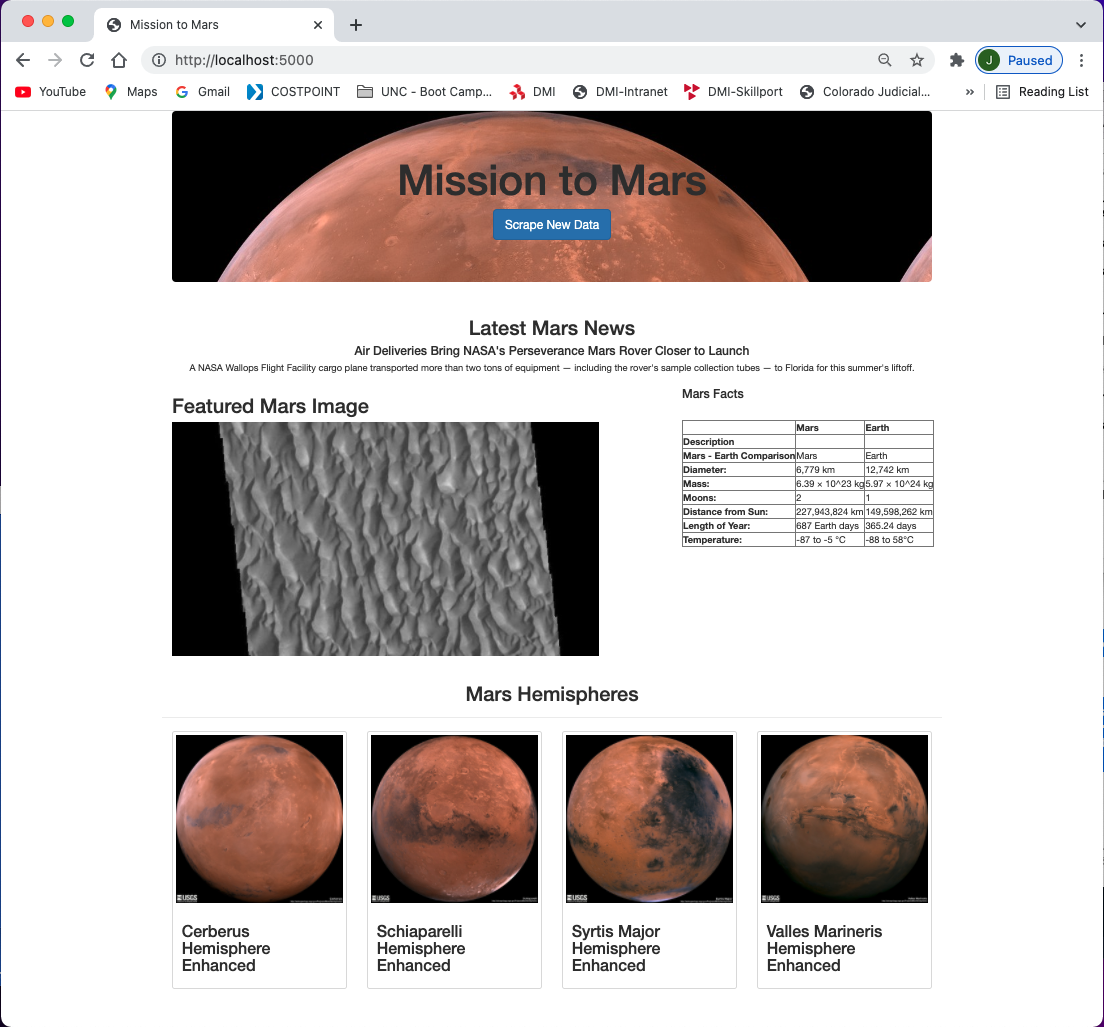 Mission to Mars
http://localhost:5000
J Paused
YouTube Maps Gmail COSTPOINT UNC - Boot Camp... DMI DMI-Intranet DMI-Skillport Colorado Judicial... » Reading List
Mission to Mars
Scrape New Data
Latest Mars News
Air Deliveries Bring NASA's Perseverance Mars Rover Closer to Launch
A NASA Wallops Flight Facility cargo plane transported more than two tons of equipment — including the rover's sample collection tubes — to Florida for this summer's liftoff.
Featured Mars Image
Mars Facts
Mars Earth
Description
Mars - Earth Comparison Mars Earth
Diameter: 6,779 km 12,742 km
Mass: 6.39 × 10^23 kg 5.97 × 10^24 kg
Moons: 2 1
Distance from Sun: 227,943,824 km 149,598,262 km
Length of Year: 687 Earth days 365.24 days
Temperature: -87 to -5 °C -88 to 58°C
Mars Hemispheres
USGS USGS USGS USGS
Cerberus
Hemisphere
Enhanced
Schiaparelli
Hemisphere
Enhanced
Syrtis Major
Hemisphere
Enhanced
Valles Marineris
Hemisphere
Enhanced